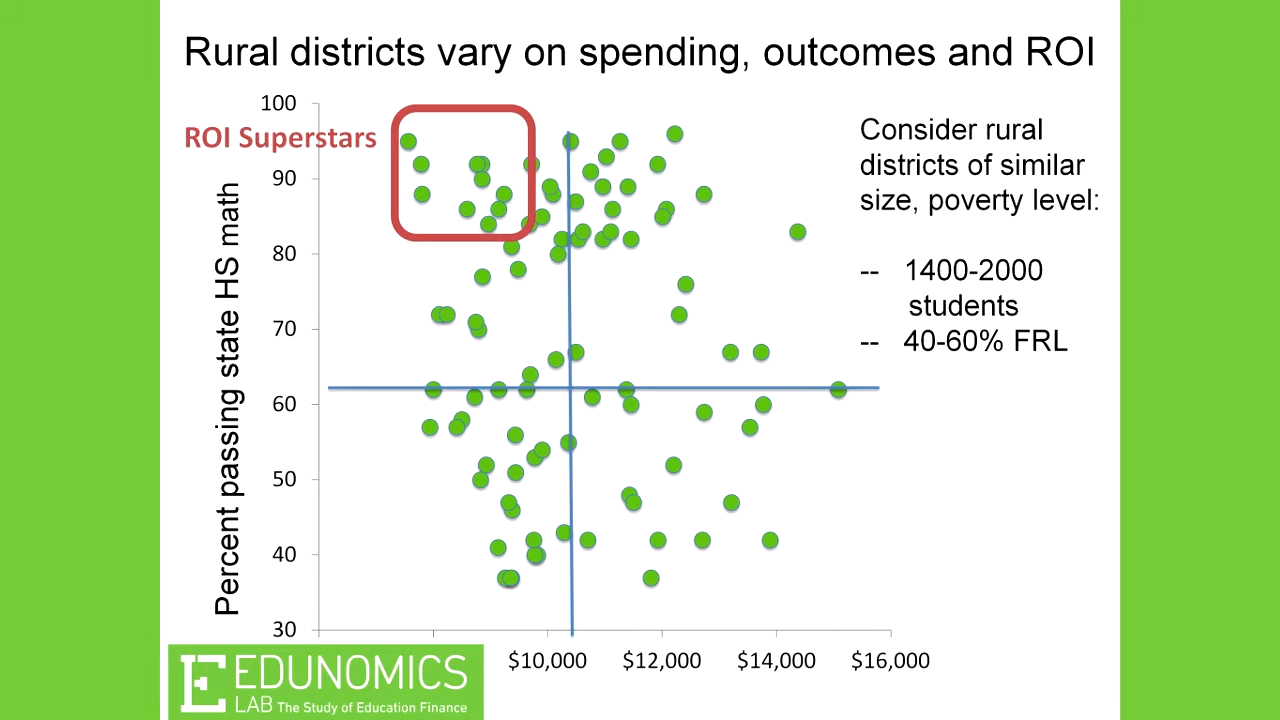 Rural districts vary on spending, outcomes and ROI
100
ROI Superstars
90
80
70
60
50
40
30
Percent passing state HS math
$10,000
$12,000
$14,000
$16,000
Consider rural
districts of similar
size, poverty level:
-- 1400-2000
students
-- 40-60% FRL
E EDUNOMICS
LAB The Study of Education Finance